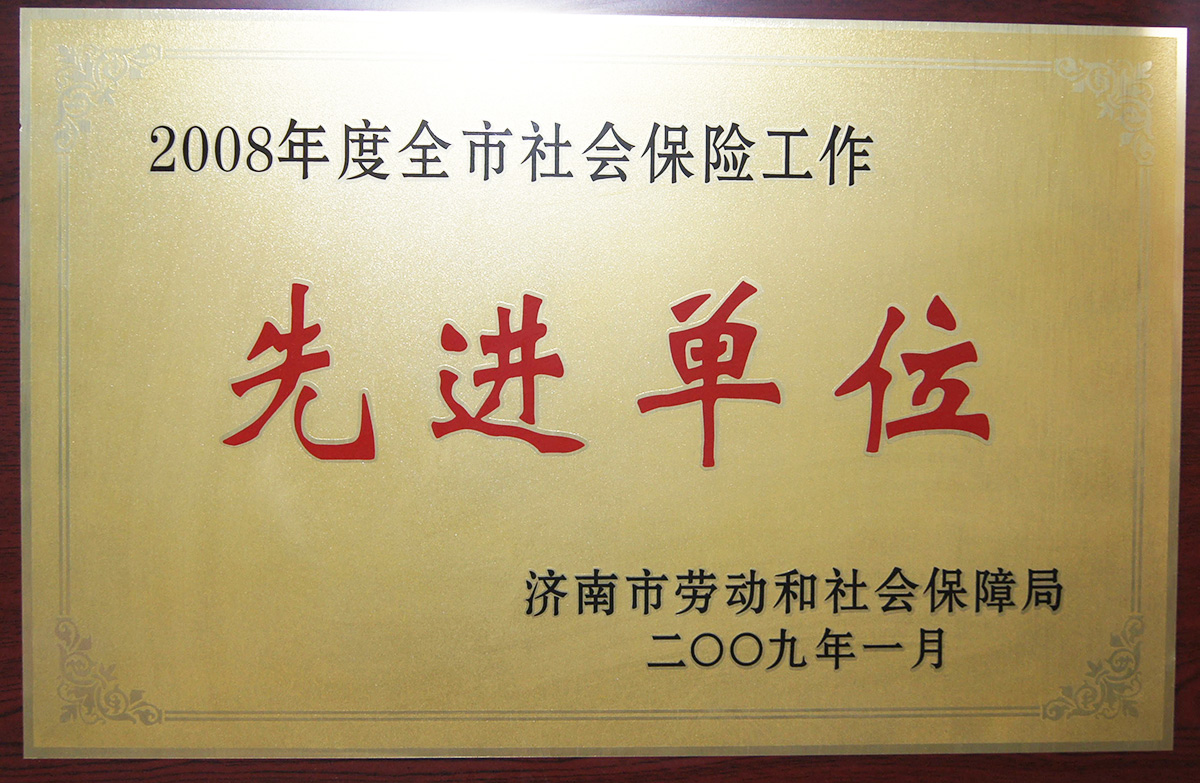 2008年度全市社会保险工作
先进单位
济南市劳动和社会保障局
二〇〇九年一月